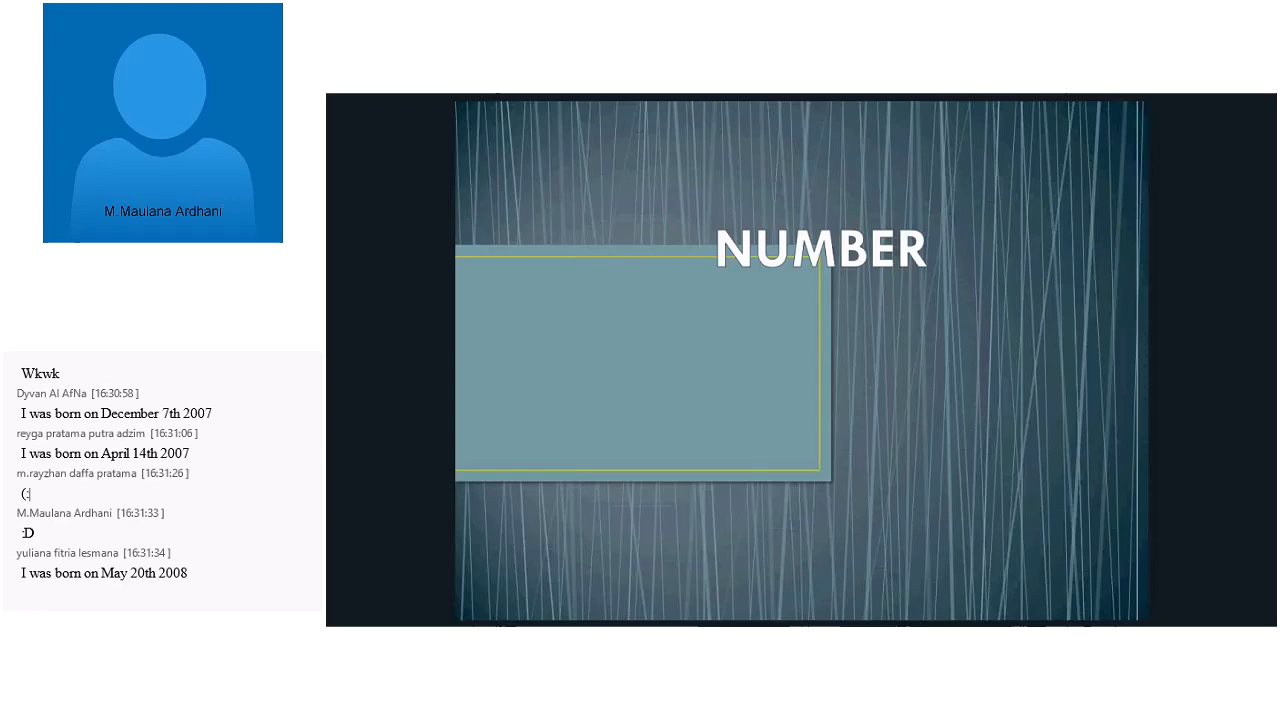 M.Maulana Ardhani
NUMBER
Wkwk
Dyvan Al AfNa [16:30:58 ]
I was born on December 7th 2007
reyga pratama putra adzim [16:31:06 ]
I was born on April 14th 2007
m.rayzhan daffa pratama [16:31:26 ]
(:|
M.Maulana Ardhani [16:31:33 ]
:D
yuliana fitria lesmana [16:31:34 ]
I was born on May 20th 2008